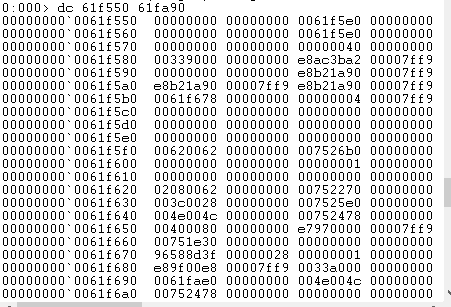 0:000> dc 61f550 61fa90
00000000`0061f550  00000000 00000000 0061f5e0 00000000
00000000`0061f560  00000000 00000000 0061f5e0 00000000
00000000`0061f570  00000000 00000000 00000040 00000000
00000000`0061f580  00339000 00000000 e8ac3ba2 00007ff9
00000000`0061f590  00000000 00000000 e8b21a90 00007ff9
00000000`0061f5a0  e8b21a90 00007ff9 e8b21a90 00007ff9
00000000`0061f5b0  0061f678 00000000 00000004 00007ff9
00000000`0061f5c0  00000000 00000000 00000000 00000000
00000000`0061f5d0  00000000 00000000 00000000 00000000
00000000`0061f5e0  00000000 00000000 00000000 00000000
00000000`0061f5f0  00620062 00000000 007526b0 00000000
00000000`0061f600  00000000 00000000 00000001 00000000
00000000`0061f610  00000000 00000000 00000000 00000000
00000000`0061f620  02080062 00000000 00752270 00000000
00000000`0061f630  003c0028 00000000 007525e0 00000000
00000000`0061f640  004e004c 00000000 00752478 00000000
00000000`0061f650  00400080 00000000 e7970000 00007ff9
00000000`0061f660  00751e30 00000000 00000000 00000000
00000000`0061f670  96588d3f 00000028 00000001 00000000
00000000`0061f680  e89f00e8 00007ff9 0033a000 00000000
00000000`0061f690  0061fae0 00000000 004e004c 00000000
00000000`0061f6a0  00752478 00000000 00000000 00000000